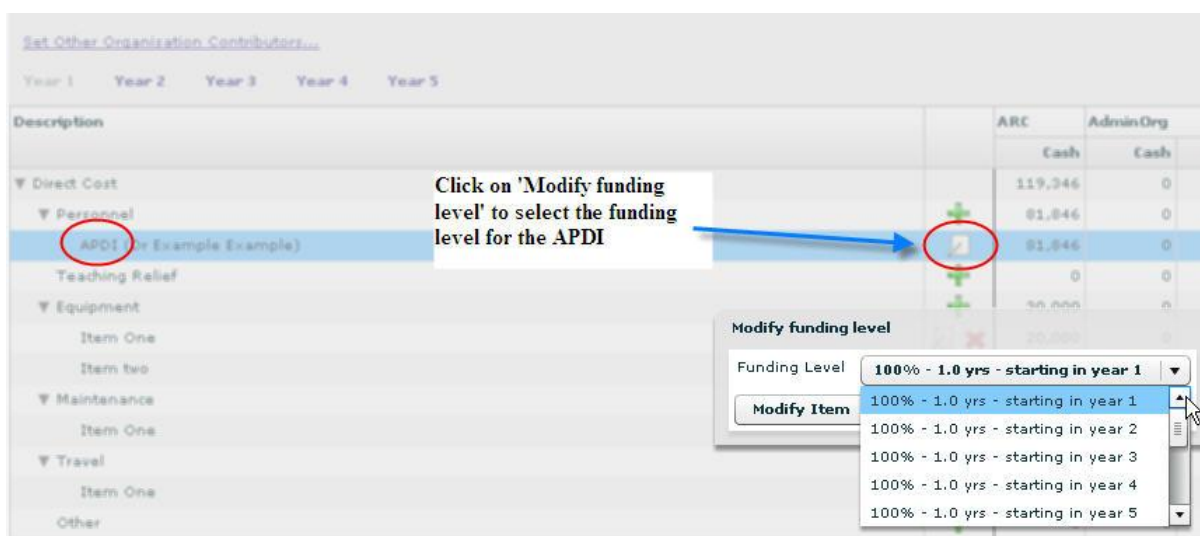 Set Other Organisation Contributors...
Year 1 Year 2 Year 3 Year 4 Year 5
Description ARC AdminOrg
Cash Cash
▼ Direct Cost 119,346 0
▼ Personnel 81,846 0
APDI (Dr Example Example) 81,846 0
Click on 'Modify funding
level' to select the funding
level for the APDI
Teaching Relief 0 0
▼ Equipment 30,000 0
Item One 20,000 0
Item two
▼ Maintenance
Item One
▼ Travel
Item One
Other
Modify funding level
Funding Level 100% - 1.0 yrs - starting in year 1
Modify Item
100% - 1.0 yrs - starting in year 1
100% - 1.0 yrs - starting in year 2
100% - 1.0 yrs - starting in year 3
100% - 1.0 yrs - starting in year 4
100% - 1.0 yrs - starting in year 5